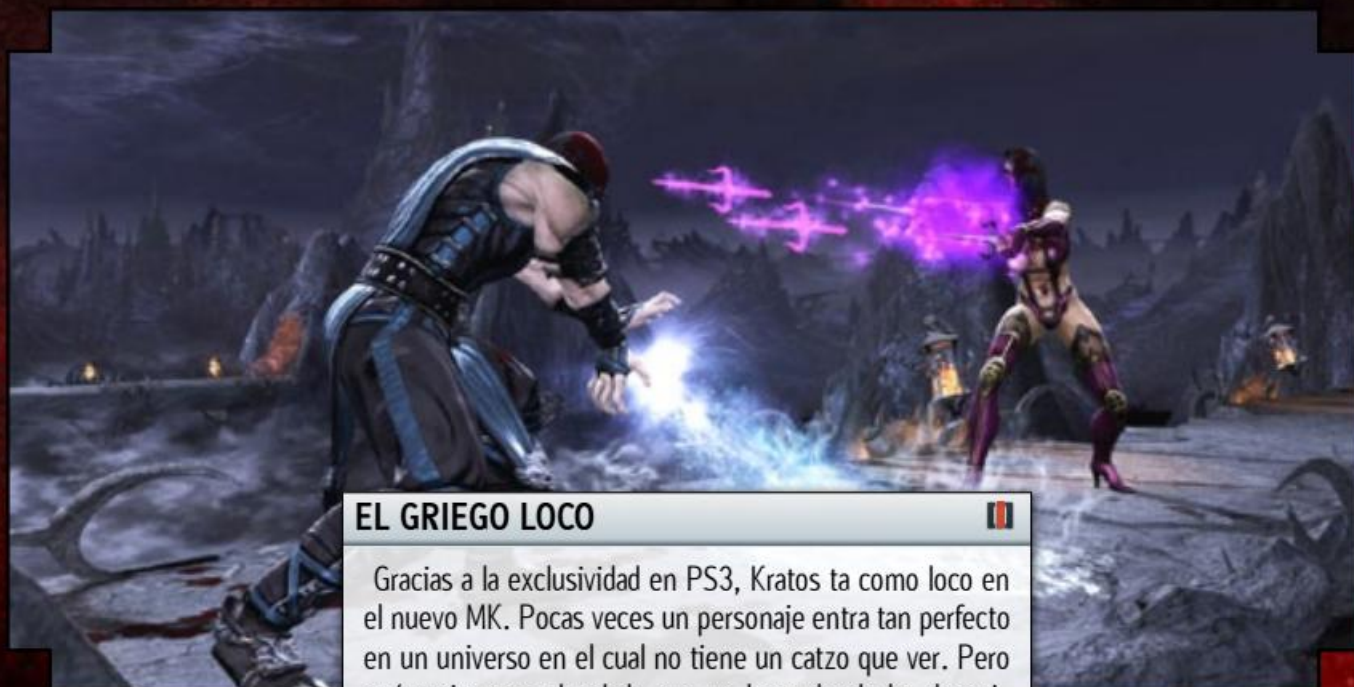 EL GRIEGO LOCO
Gracias a la exclusividad en PS3, Kratos ta como loco en
el nuevo MK. Pocas veces un personaje entra tan perfecto
en un universo en el cual no tiene un catzo que ver. Pero